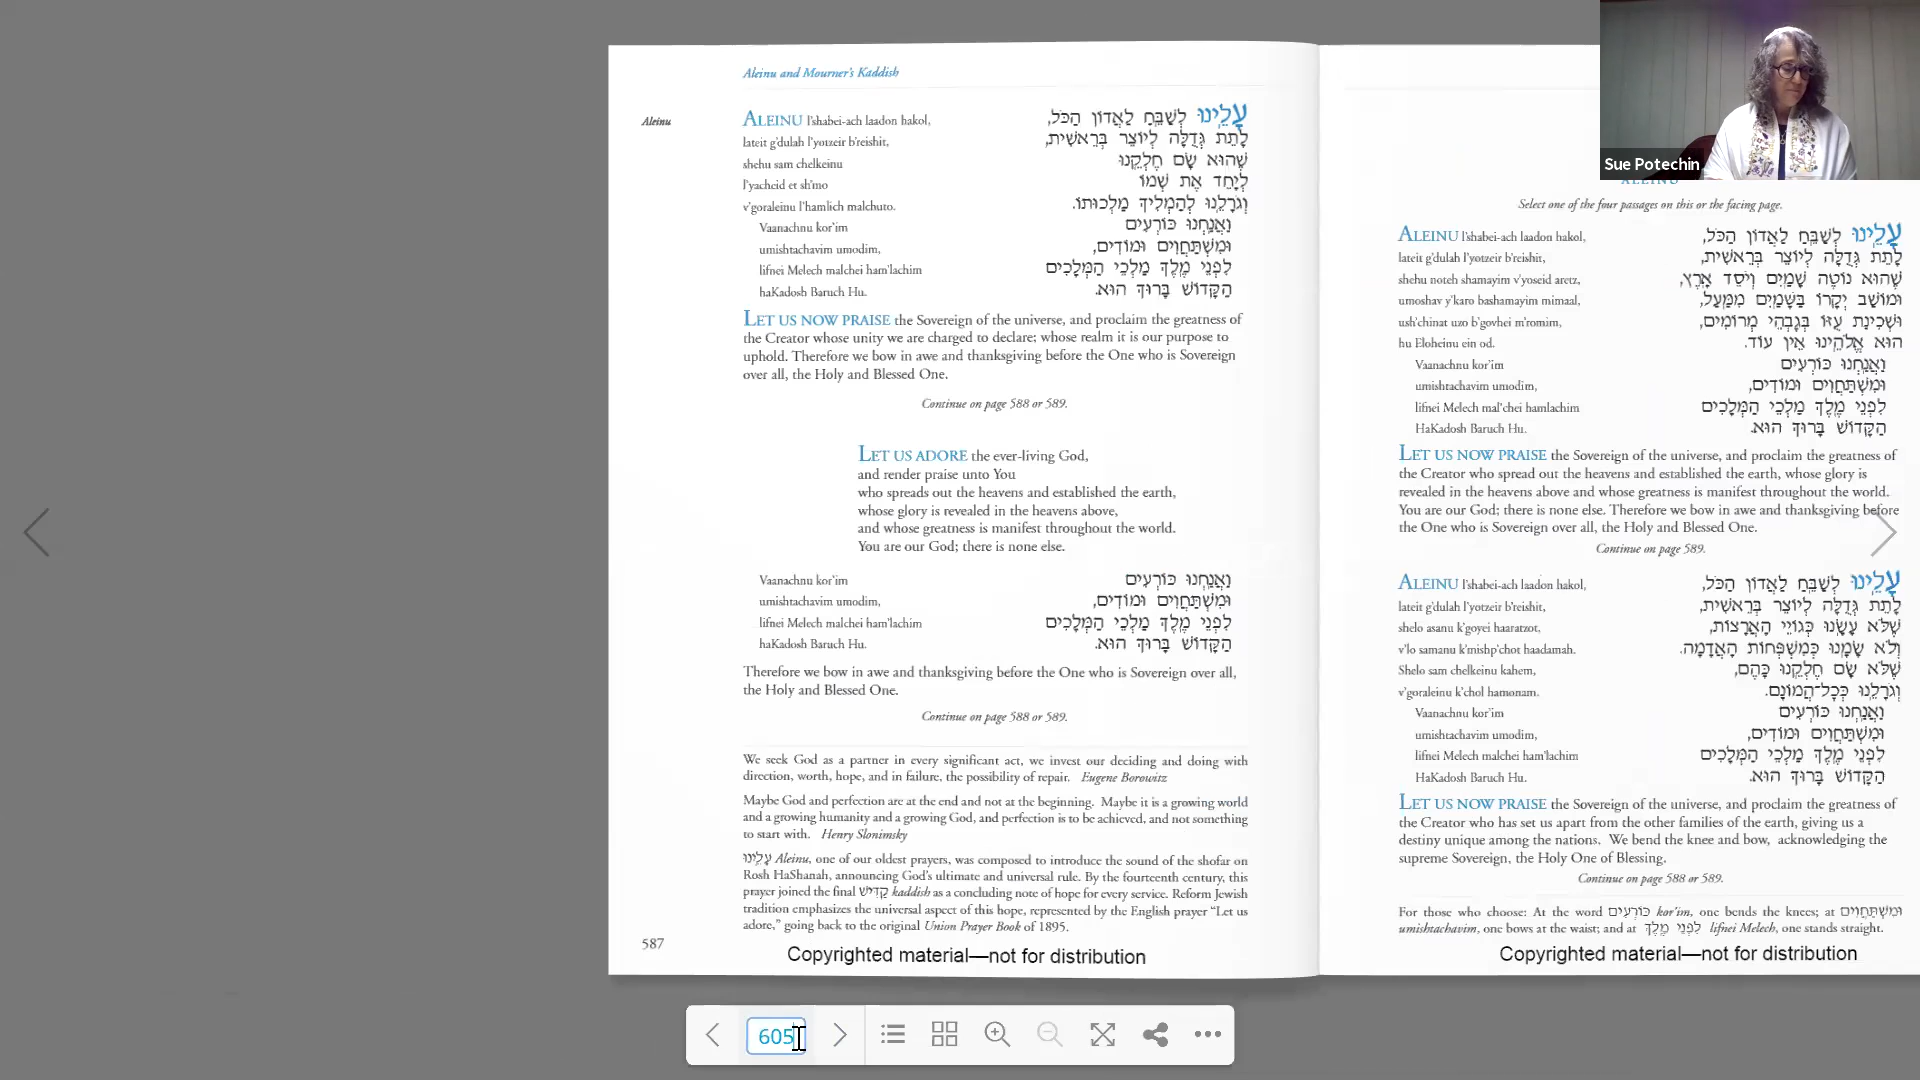 Aleinu and Mourner's Kaddish
Aleinu
ALEINU l'shabei-ach laadon hakol,
lateit g'dulah l'yotzeir b'reishit,
shehu sam chelkeinu
l'yacheid et sh'mo
v'goraleinu l'hamlich malchuto.
Vaanachnu kor'im
umishtachavim umodim,
lifnei Melech malchei ham'lachim
haKadosh Baruch Hu.
עָלֵֽינוּ לְשַׁבֵּֽחַ לַאֲדוֹן הַכֹּל,
לָתֵת גְּדֻלָּה לְיוֹצֵר בְּרֵאשִׁית,
שֶׁהוּא שָׂם חֶלְקֵֽנוּ
לְיַחֵד אֶת שְׁמוֹ
וְגֹרָלֵֽנוּ לְהַמְלִיךְ מַלְכוּתוֹ.
וַאֲנַֽחְנוּ כּוֹרְעִים
וּמִשְׁתַּחֲוִים וּמוֹדִים,
לִפְנֵי מֶֽלֶךְ מַלְכֵי הַמְּלָכִים
הַקָּדוֹשׁ בָּרוּךְ הוּא.
LET US NOW PRAISE the Sovereign of the universe, and proclaim the greatness of
the Creator whose unity we are charged to declare; whose realm it is our purpose to
uphold. Therefore we bow in awe and thanksgiving before the One who is Sovereign
over all, the Holy and Blessed One.
Continue on page 588 or 589.
LET US ADORE the ever-living God,
and render praise unto You
who spreads out the heavens and established the earth,
whose glory is revealed in the heavens above,
and whose greatness is manifest throughout the world.
You are our God; there is none else.
Vaanachnu kor'im
umishtachavim umodim,
lifnei Melech malchei ham'lachim
haKadosh Baruch Hu.
וַאֲנַֽחְנוּ כּוֹרְעִים
וּמִשְׁתַּחֲוִים וּמוֹדִים,
לִפְנֵי מֶֽלֶךְ מַלְכֵי הַמְּלָכִים
הַקָּדוֹשׁ בָּרוּךְ הוּא.
Therefore we bow in awe and thanksgiving before the One who is Sovereign over all,
the Holy and Blessed One.
Continue on page 588 or 589.
We seek God as a partner in every significant act, we invest our deciding and doing with
direction, worth, hope, and in failure, the possibility of repair. Eugene Borowitz
Maybe God and perfection are at the end and not at the beginning. Maybe it is a growing world
and a growing humanity and a growing God, and perfection is to be achieved, and not something
to start with. Henry Slonimsky
עָלֵֽינוּ Aleinu, one of our oldest prayers, was composed to introduce the sound of the shofar on
Rosh HaShanah, announcing God's ultimate and universal rule. By the fourteenth century, this
prayer joined the final קַדִּישׁ kaddish as a concluding note of hope for every service. Reform Jewish
tradition emphasizes the universal aspect of this hope, represented by the English prayer "Let us
adore," going back to the original Union Prayer Book of 1895.
587
Copyrighted material—not for distribution
Sue Potechin
ALEINU
Select one of the four passages on this or the facing page.
ALEINU l'shabei-ach laadon hakol,
lateit g'dulah l'yotzeir b'reishit,
shehu noteh shamayim v'yoseid aretz,
umoshav y'karo bashamayim mimaal,
ush'chinat uzo b'govhei m'romim,
hu Eloheinu ein od.
Vaanachnu kor'im
umishtachavim umodim,
lifnei Melech mal'chei hamlachim
HaKadosh Baruch Hu.
עָלֵֽינוּ לְשַׁבֵּֽחַ לַאֲדוֹן הַכֹּל,
לָתֵת גְּדֻלָּה לְיוֹצֵר בְּרֵאשִׁית,
שֶׁהוּא נוֹטֶה שָׁמַֽיִם וְיֹסֵד אָֽרֶץ,
וּמוֹשַׁב יְקָרוֹ בַּשָּׁמַֽיִם מִמַּֽעַל,
וּשְׁכִינַת עֻזּוֹ בְּגָבְהֵי מְרוֹמִים,
הוּא אֱלֹהֵֽינוּ אֵין עוֹד.
וַאֲנַֽחְנוּ כּוֹרְעִים
וּמִשְׁתַּחֲוִים וּמוֹדִים,
לִפְנֵי מֶֽלֶךְ מַלְכֵי הַמְּלָכִים
הַקָּדוֹשׁ בָּרוּךְ הוּא.
LET US NOW PRAISE the Sovereign of the universe, and proclaim the greatness of
the Creator who spread out the heavens and established the earth, whose glory is
revealed in the heavens above and whose greatness is manifest throughout the world.
You are our God; there is none else. Therefore we bow in awe and thanksgiving before
the One who is Sovereign over all, the Holy and Blessed One.
Continue on page 589.
ALEINU l'shabei-ach laadon hakol,
lateit g'dulah l'yotzeir b'reishit,
shelo asanu k'goyei haaratzot,
v'lo samanu k'mishp'chot haadamah.
Shelo sam chelkeinu kahem,
v'goraleinu k'chol hamonam.
Vaanachnu kor'im
umishtachavim umodim,
lifnei Melech malchei ham'lachim
HaKadosh Baruch Hu.
עָלֵֽינוּ לְשַׁבֵּֽחַ לַאֲדוֹן הַכֹּל,
לָתֵת גְּדֻלָּה לְיוֹצֵר בְּרֵאשִׁית,
שֶׁלֹּא עָשָֽׂנוּ כְּגוֹיֵי הָאֲרָצוֹת,
וְלֹא שָׂמָֽנוּ כְּמִשְׁפְּחוֹת הָאֲדָמָה.
שֶׁלֹּא שָׂם חֶלְקֵֽנוּ כָּהֶם,
וְגֹרָלֵֽנוּ כְּכָל־הֲמוֹנָם.
וַאֲנַֽחְנוּ כּוֹרְעִים
וּמִשְׁתַּחֲוִים וּמוֹדִים,
לִפְנֵי מֶֽלֶךְ מַלְכֵי הַמְּלָכִים
הַקָּדוֹשׁ בָּרוּךְ הוּא.
LET US NOW PRAISE the Sovereign of the universe, and proclaim the greatness of
the Creator who has set us apart from the other families of the earth, giving us a
destiny unique among the nations. We bend the knee and bow, acknowledging the
supreme Sovereign, the Holy One of Blessing.
Continue on page 588 or 589.
For those who choose: At the word כּוֹרְעִים kor'im, one bends the knees; at וּמִשְׁתַּחֲוִים
umishtachavim, one bows at the waist; and at לִפְנֵי מֶֽלֶךְ lifnei Melech, one stands straight.
Copyrighted material—not for distribution
605